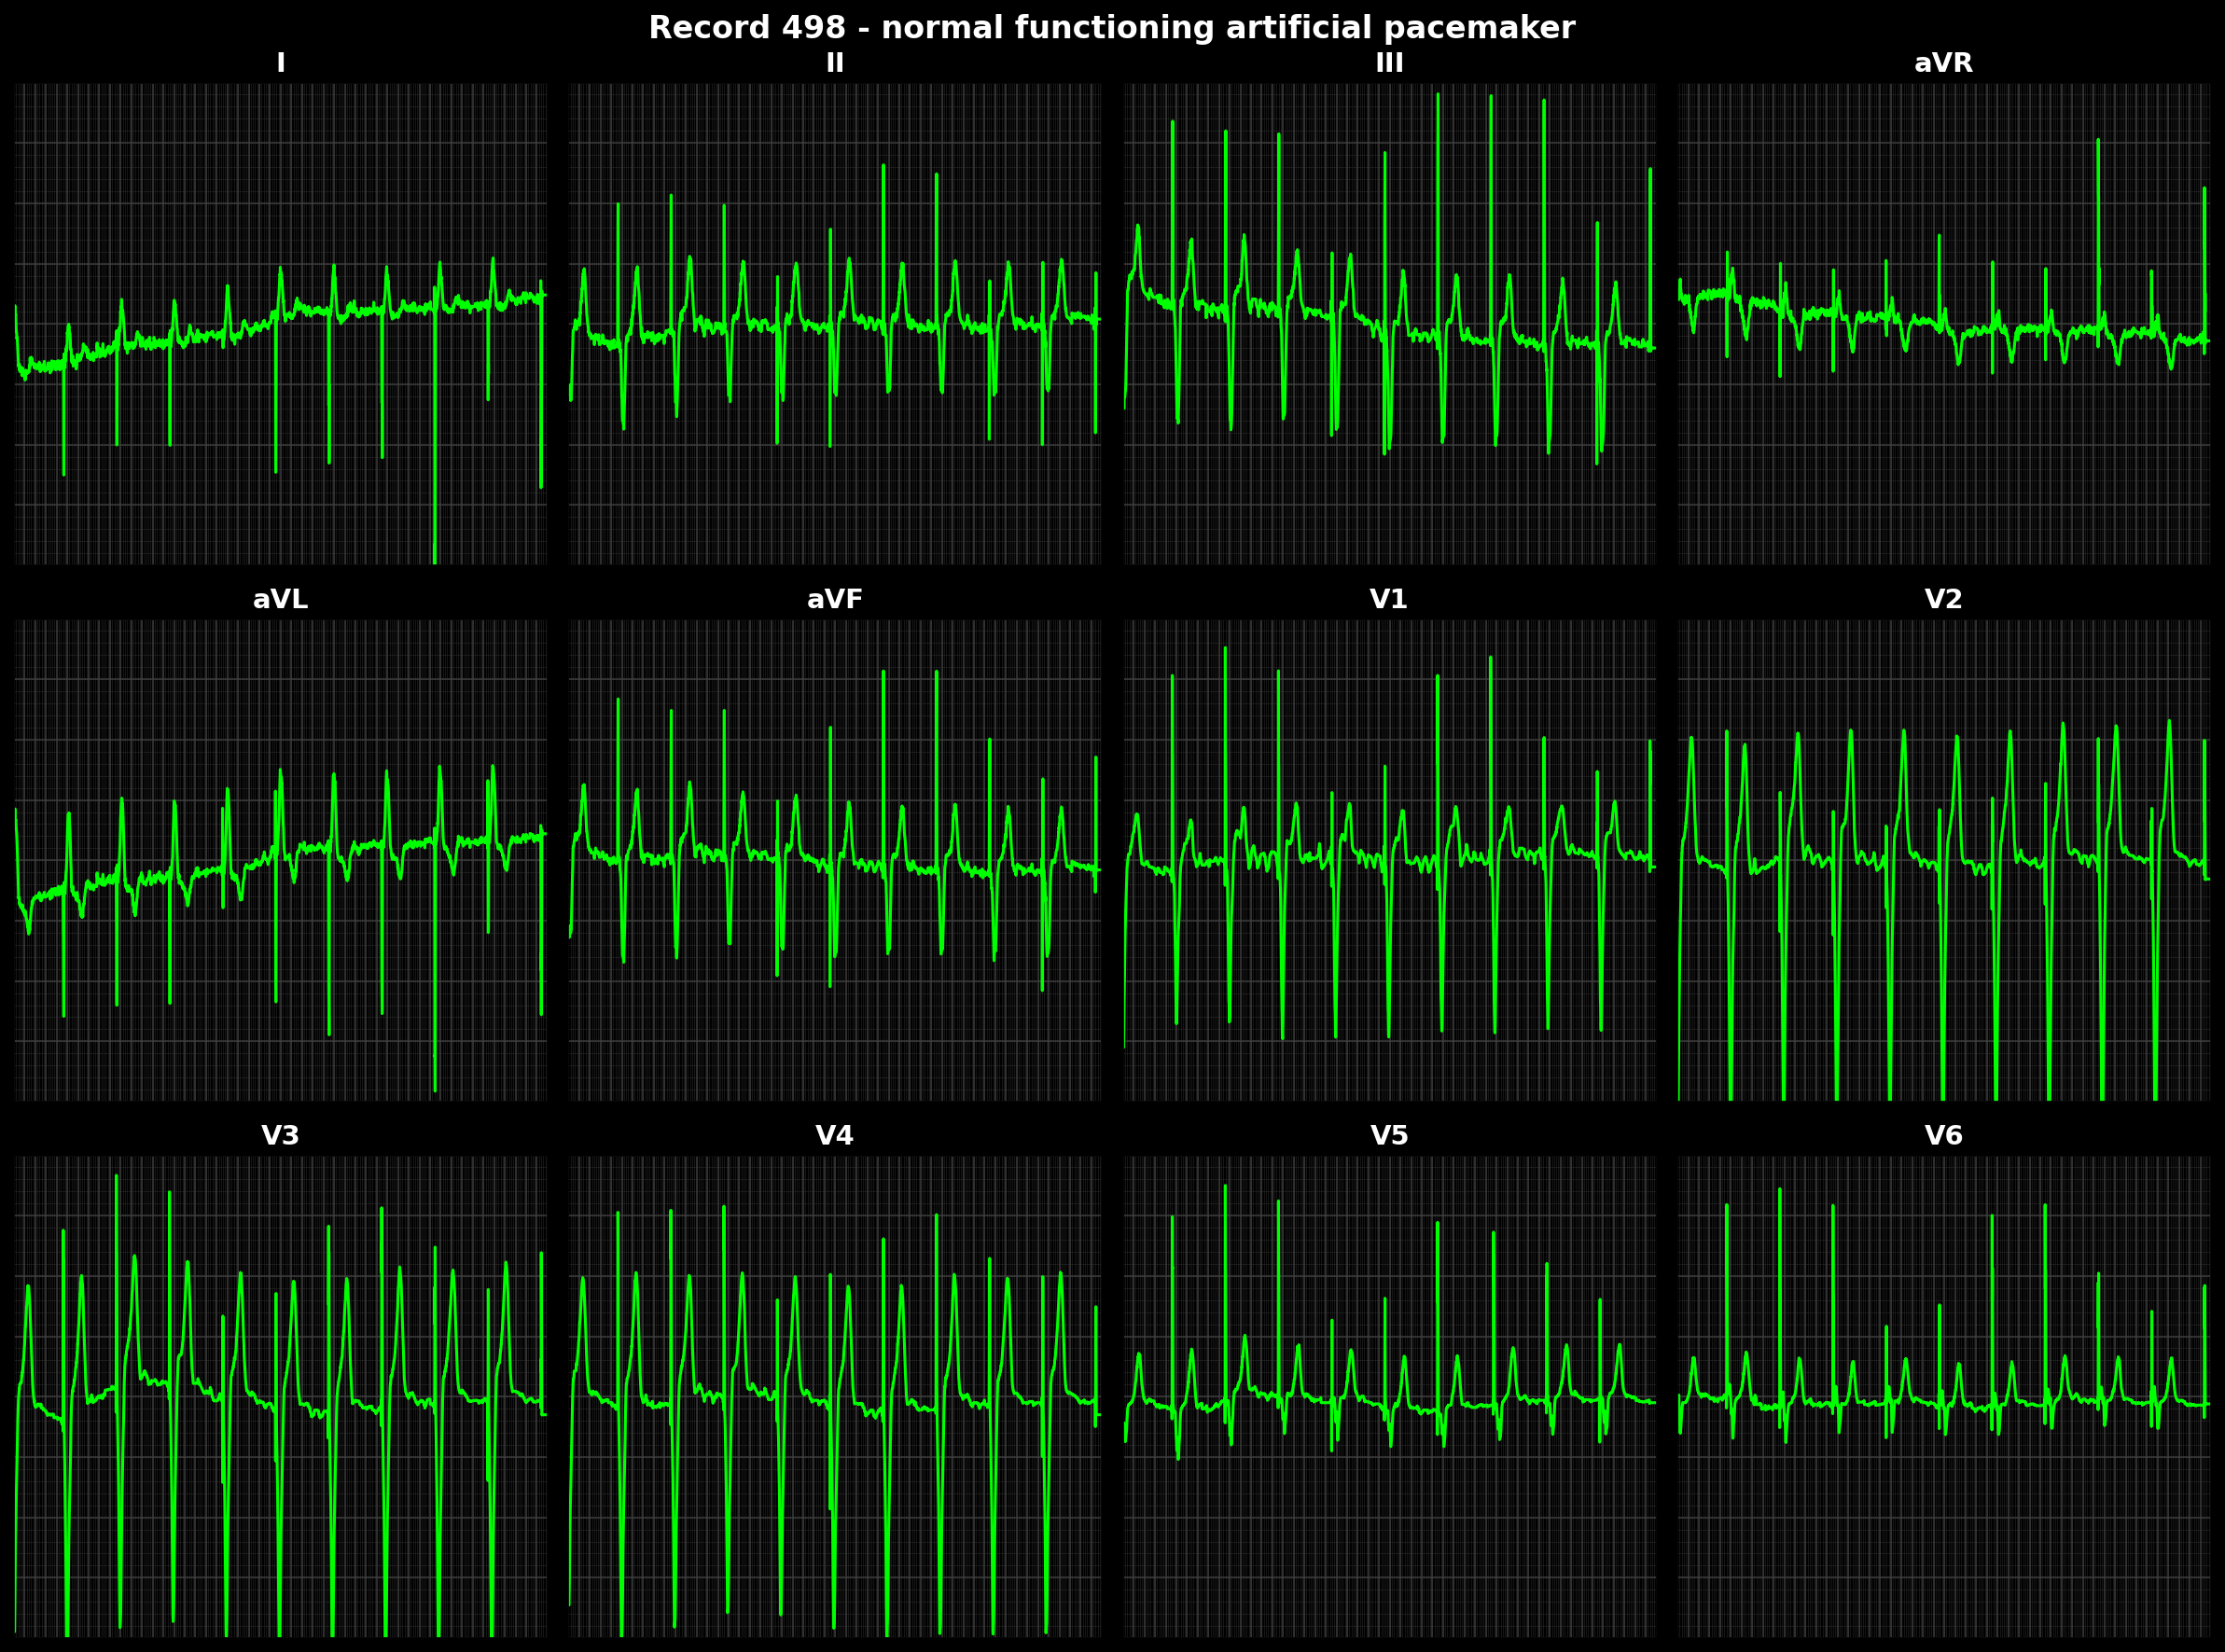 Record 498 - normal functioning artificial pacemaker
I
II
III
aVR
aVL
aVF
V1
V2
V3
V4
V5
V6